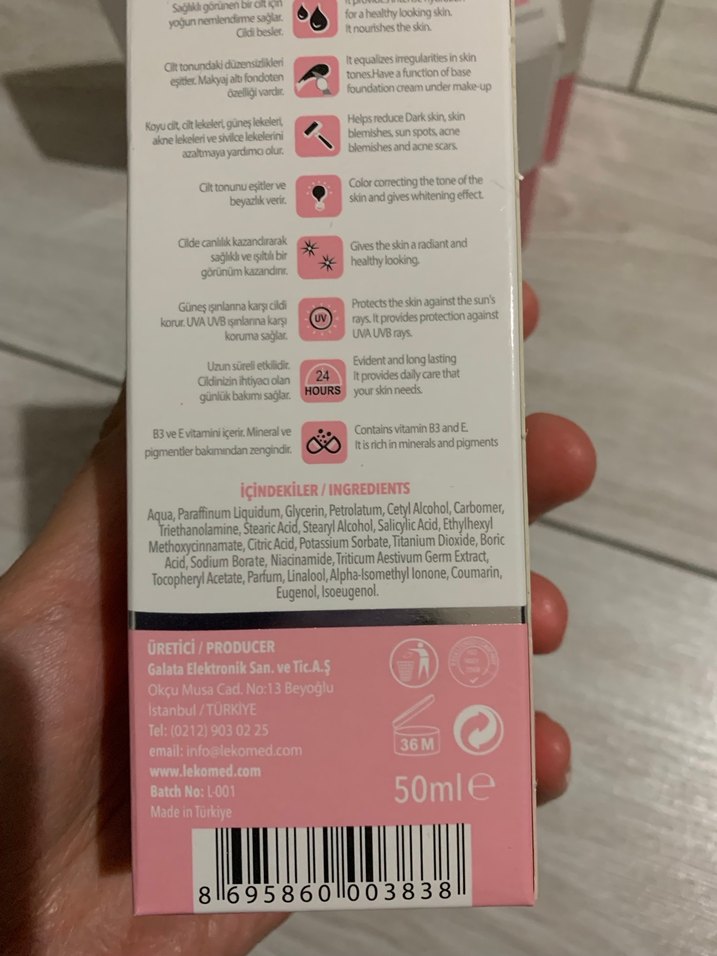 Sağlıklı görünen bir cilt için
yoğun nemlendirme sağlar.
Cildi besler.
It provides intense hydration
for a healthy looking skin.
It nourishes the skin.
Cilt tonundaki düzensizlikleri
eşitler. Makyaj altı fondoten
özelliği vardır.
It equalizes irregularities in skin
tones.Have a function of base
foundation cream under make-up
Koyu cilt, cilt lekeleri, güneş lekeleri,
akne lekeleri ve sivilce lekelerini
azaltmaya yardımcı olur.
Helps reduce Dark skin, skin
blemishes, sun spots, acne
blemishes and acne scars.
Cilt tonunu eşitler ve
beyazlık verir.
Color correcting the tone of the
skin and gives whitening effect.
Cilde canlılık kazandırarak
sağlıklı ve ışıltılı bir
görünüm kazandırır.
Gives the skin a radiant and
healthy looking.
Güneş ışınlarına karşı cildi
korur. UVA UVB ışınlarına karşı
koruma sağlar.
UV
Protects the skin against the sun's
rays. It provides protection against
UVA UVB rays.
Uzun süreli etkilidir.
Cildinizin ihtiyacı olan
günlük bakımı sağlar.
24
HOURS
Evident and long lasting
It provides daily care that
your skin needs.
B3 ve E vitamini içerir. Mineral ve
pigmentler bakımından zengindir.
Contains vitamin B3 and E.
It is rich in minerals and pigments
İÇİNDEKİLER / INGREDIENTS
Aqua, Paraffinum Liquidum, Glycerin, Petrolatum, Cetyl Alcohol, Carbomer,
Triethanolamine, Stearic Acid, Stearyl Alcohol, Salicylic Acid, Ethylhexyl
Methoxycinnamate, Citric Acid, Potassium Sorbate, Titanium Dioxide, Boric
Acid, Sodium Borate, Niacinamide, Triticum Aestivum Germ Extract,
Tocopheryl Acetate, Parfum, Linalool, Alpha-Isomethyl Ionone, Coumarin,
Eugenol, Isoeugenol.
ÜRETİCİ / PRODUCER
Galata Elektronik San. ve Tic.A.Ş
Okçu Musa Cad. No:13 Beyoğlu
İstanbul / TÜRKİYE
Tel: (0212) 903 02 25
email: info@lekomed.com
www.lekomed.com
Batch No: L-001
Made in Türkiye
36 M
50ml e
8 695860 003838